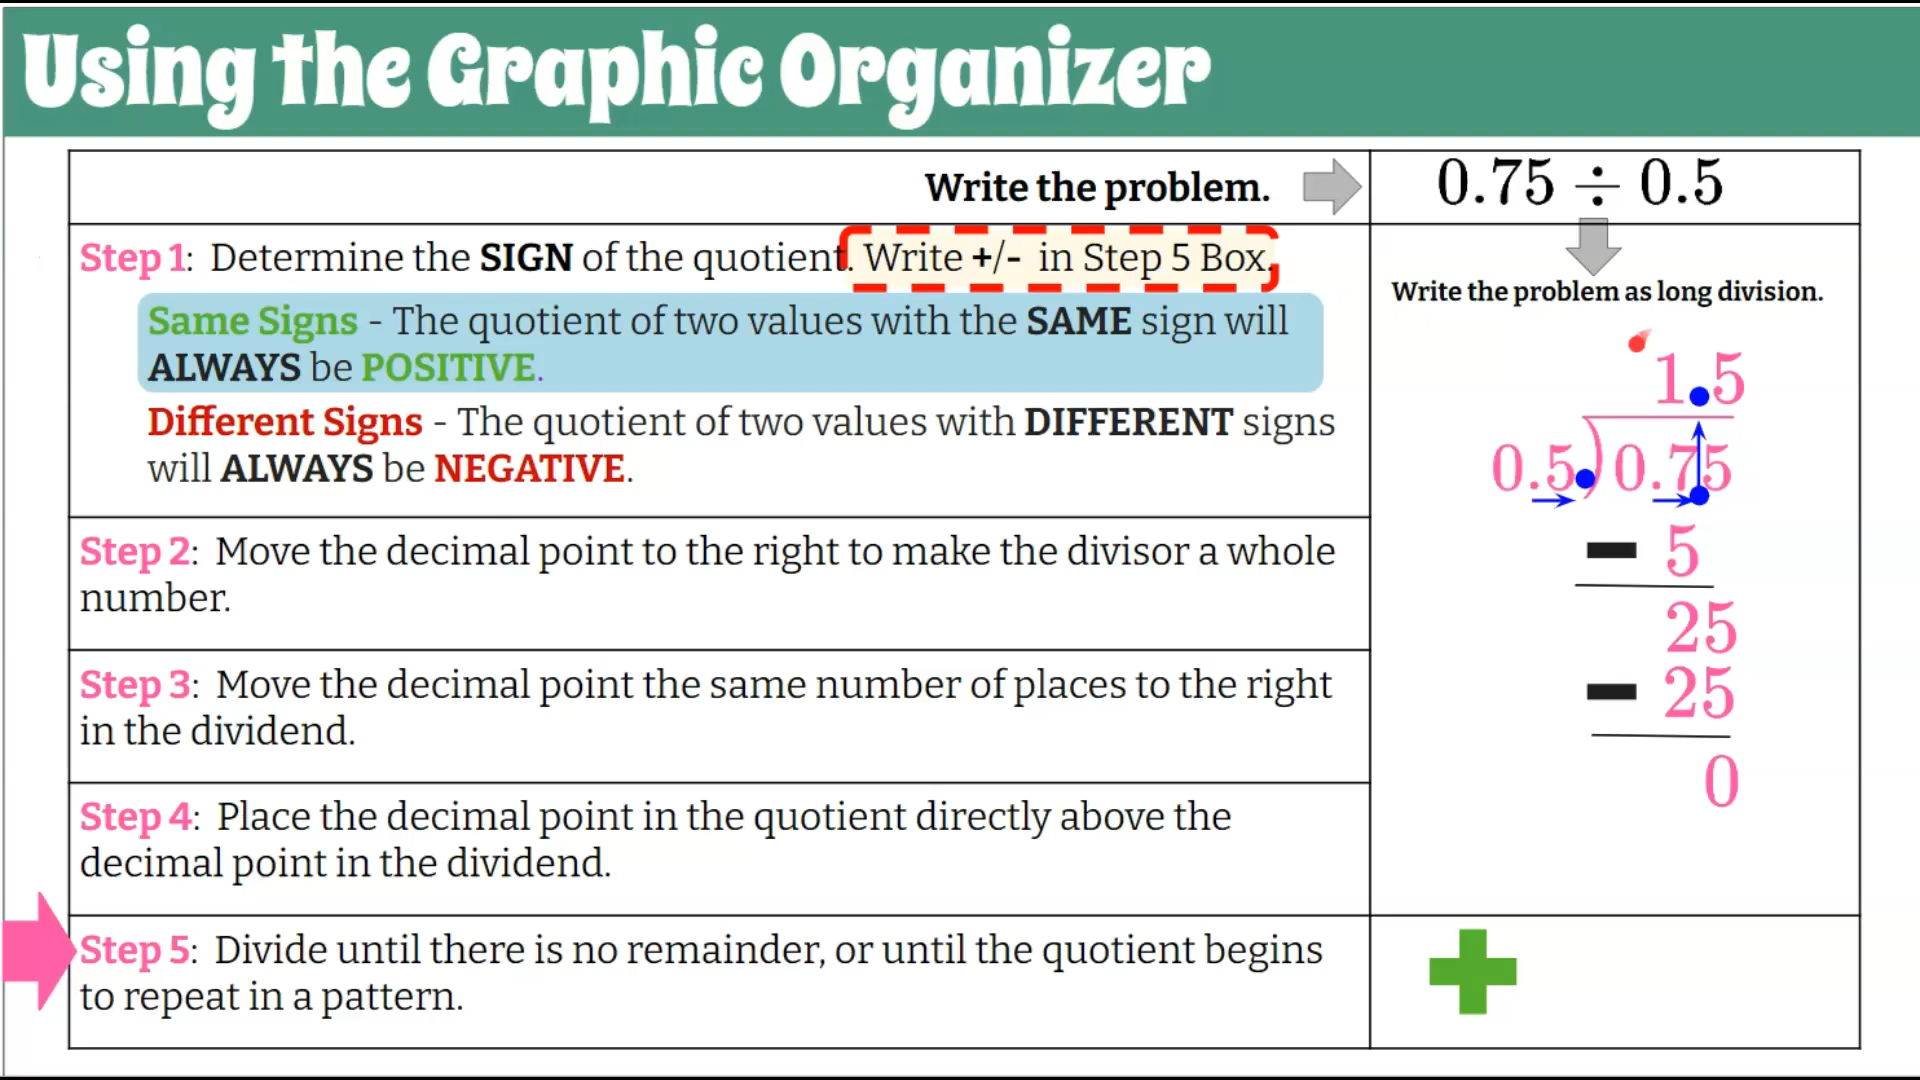 Using the Graphic Organizer
Write the problem.
0.75 ÷ 0.5
Step 1: Determine the SIGN of the quotient. Write +/- in Step 5 Box.
Same Signs - The quotient of two values with the SAME sign will
ALWAYS be POSITIVE.
Different Signs - The quotient of two values with DIFFERENT signs
will ALWAYS be NEGATIVE.
Step 2: Move the decimal point to the right to make the divisor a whole
number.
Step 3: Move the decimal point the same number of places to the right
in the dividend.
Step 4: Place the decimal point in the quotient directly above the
decimal point in the dividend.
Step 5: Divide until there is no remainder, or until the quotient begins
to repeat in a pattern.
Write the problem as long division.
1.5
0.5.)0.75
- 5
25
- 25
0
+